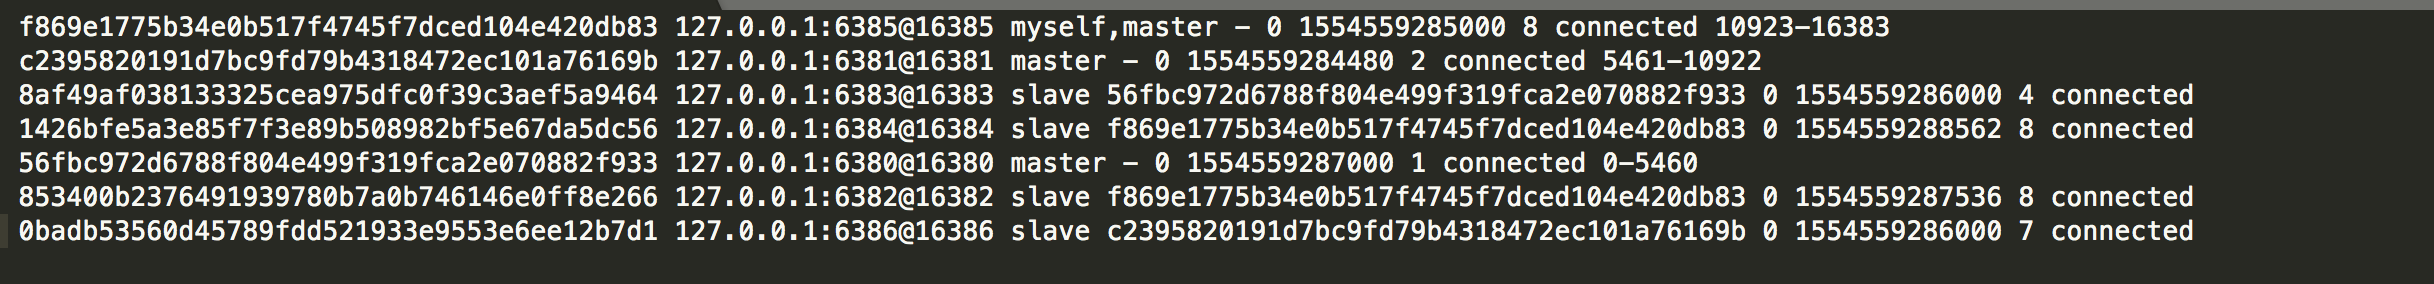 f869e1775b34e0b517f4745f7dced104e420db83 127.0.0.1:6385@16385 myself,master - 0 1554559285000 8 connected 10923-16383
c2395820191d7bc9fd79b4318472ec101a76169b 127.0.0.1:6381@16381 master - 0 1554559284480 2 connected 5461-10922
8af49af038133325cea975dfc0f39c3aef5a9464 127.0.0.1:6383@16383 slave 56fbc972d6788f804e499f319fca2e070882f933 0 1554559286000 4 connected
1426bfe5a3e85f7f3e89b508982bf5e67da5dc56 127.0.0.1:6384@16384 slave f869e1775b34e0b517f4745f7dced104e420db83 0 1554559288562 8 connected
56fbc972d6788f804e499f319fca2e070882f933 127.0.0.1:6380@16380 master - 0 1554559287000 1 connected 0-5460
853400b2376491939780b7a0b746146e0ff8e266 127.0.0.1:6382@16382 slave f869e1775b34e0b517f4745f7dced104e420db83 0 1554559287536 8 connected
0badb53560d45789fdd521933e9553e6ee12b7d1 127.0.0.1:6386@16386 slave c2395820191d7bc9fd79b4318472ec101a76169b 0 1554559286000 7 connected